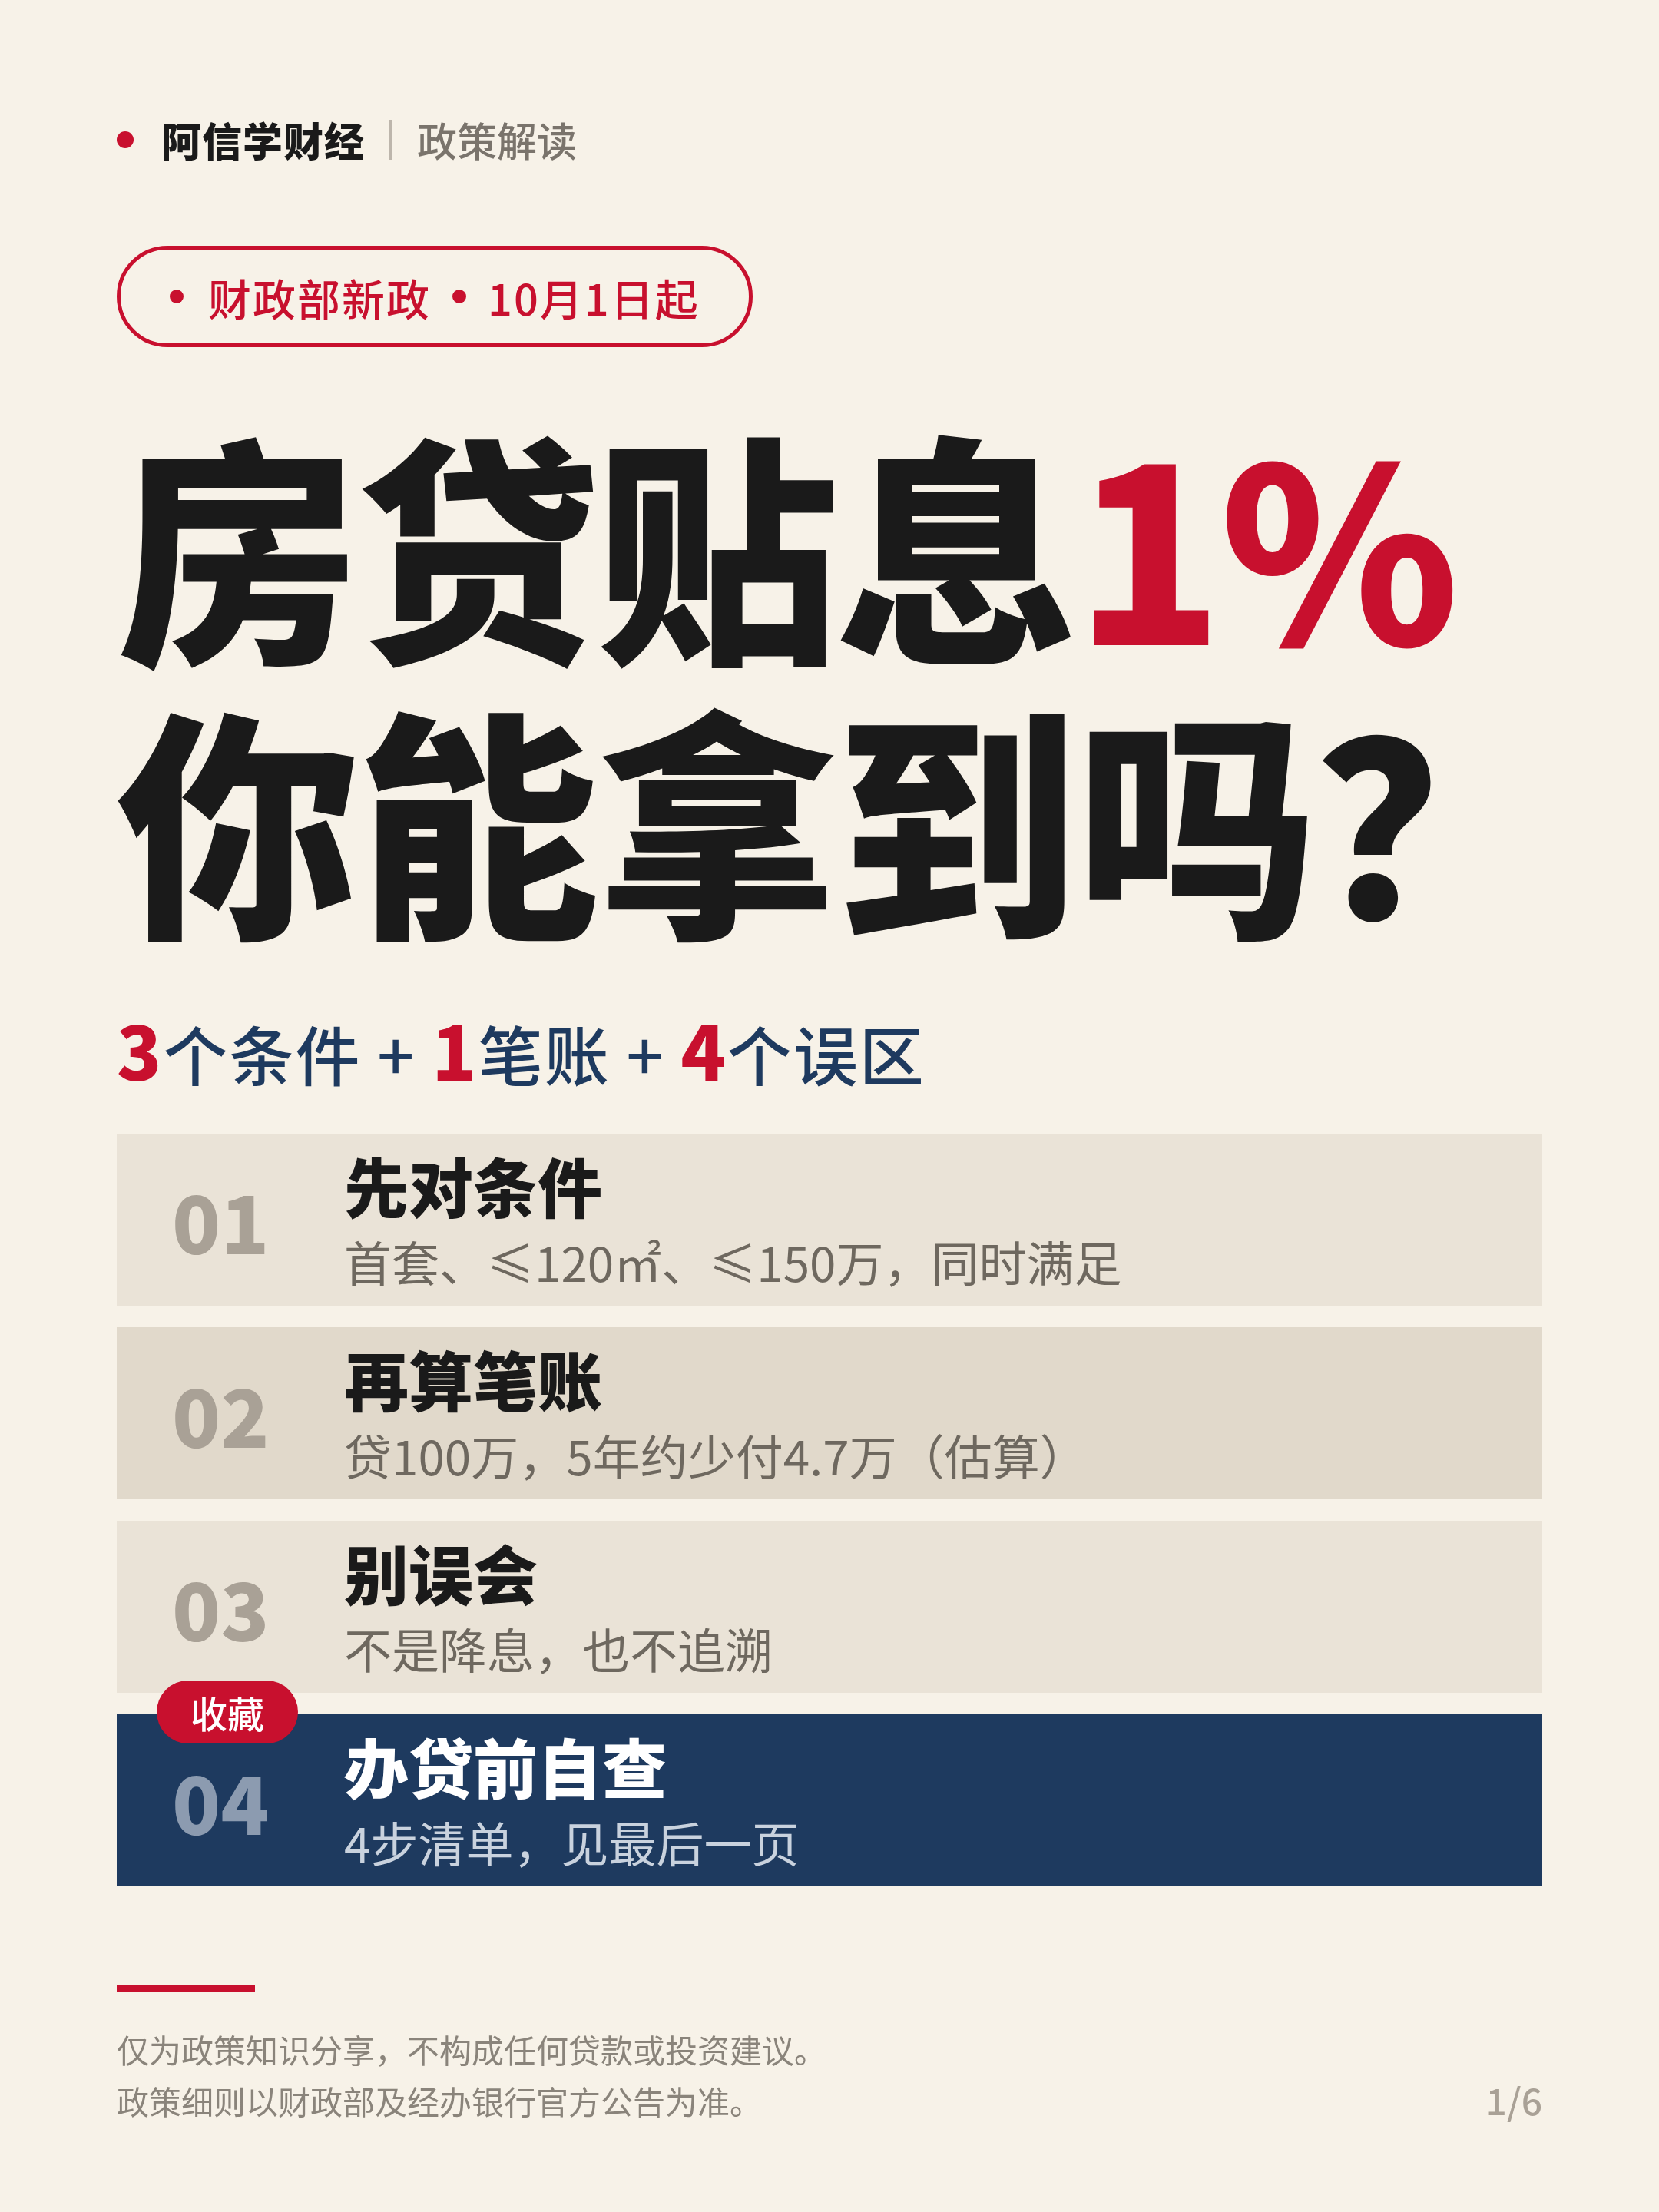 阿信学财经｜政策解读
• 财政部新政 • 10月1日起
房贷贴息1%
你能拿到吗？
3个条件 + 1笔账 + 4个误区
01
先对条件
首套、≤120㎡、≤150万，同时满足
02
再算笔账
贷100万，5年约少付4.7万（估算）
03
别误会
不是降息，也不追溯
收藏
04
办贷前自查
4步清单，见最后一页
仅为政策知识分享，不构成任何贷款或投资建议。
政策细则以财政部及经办银行官方公告为准。
1/6